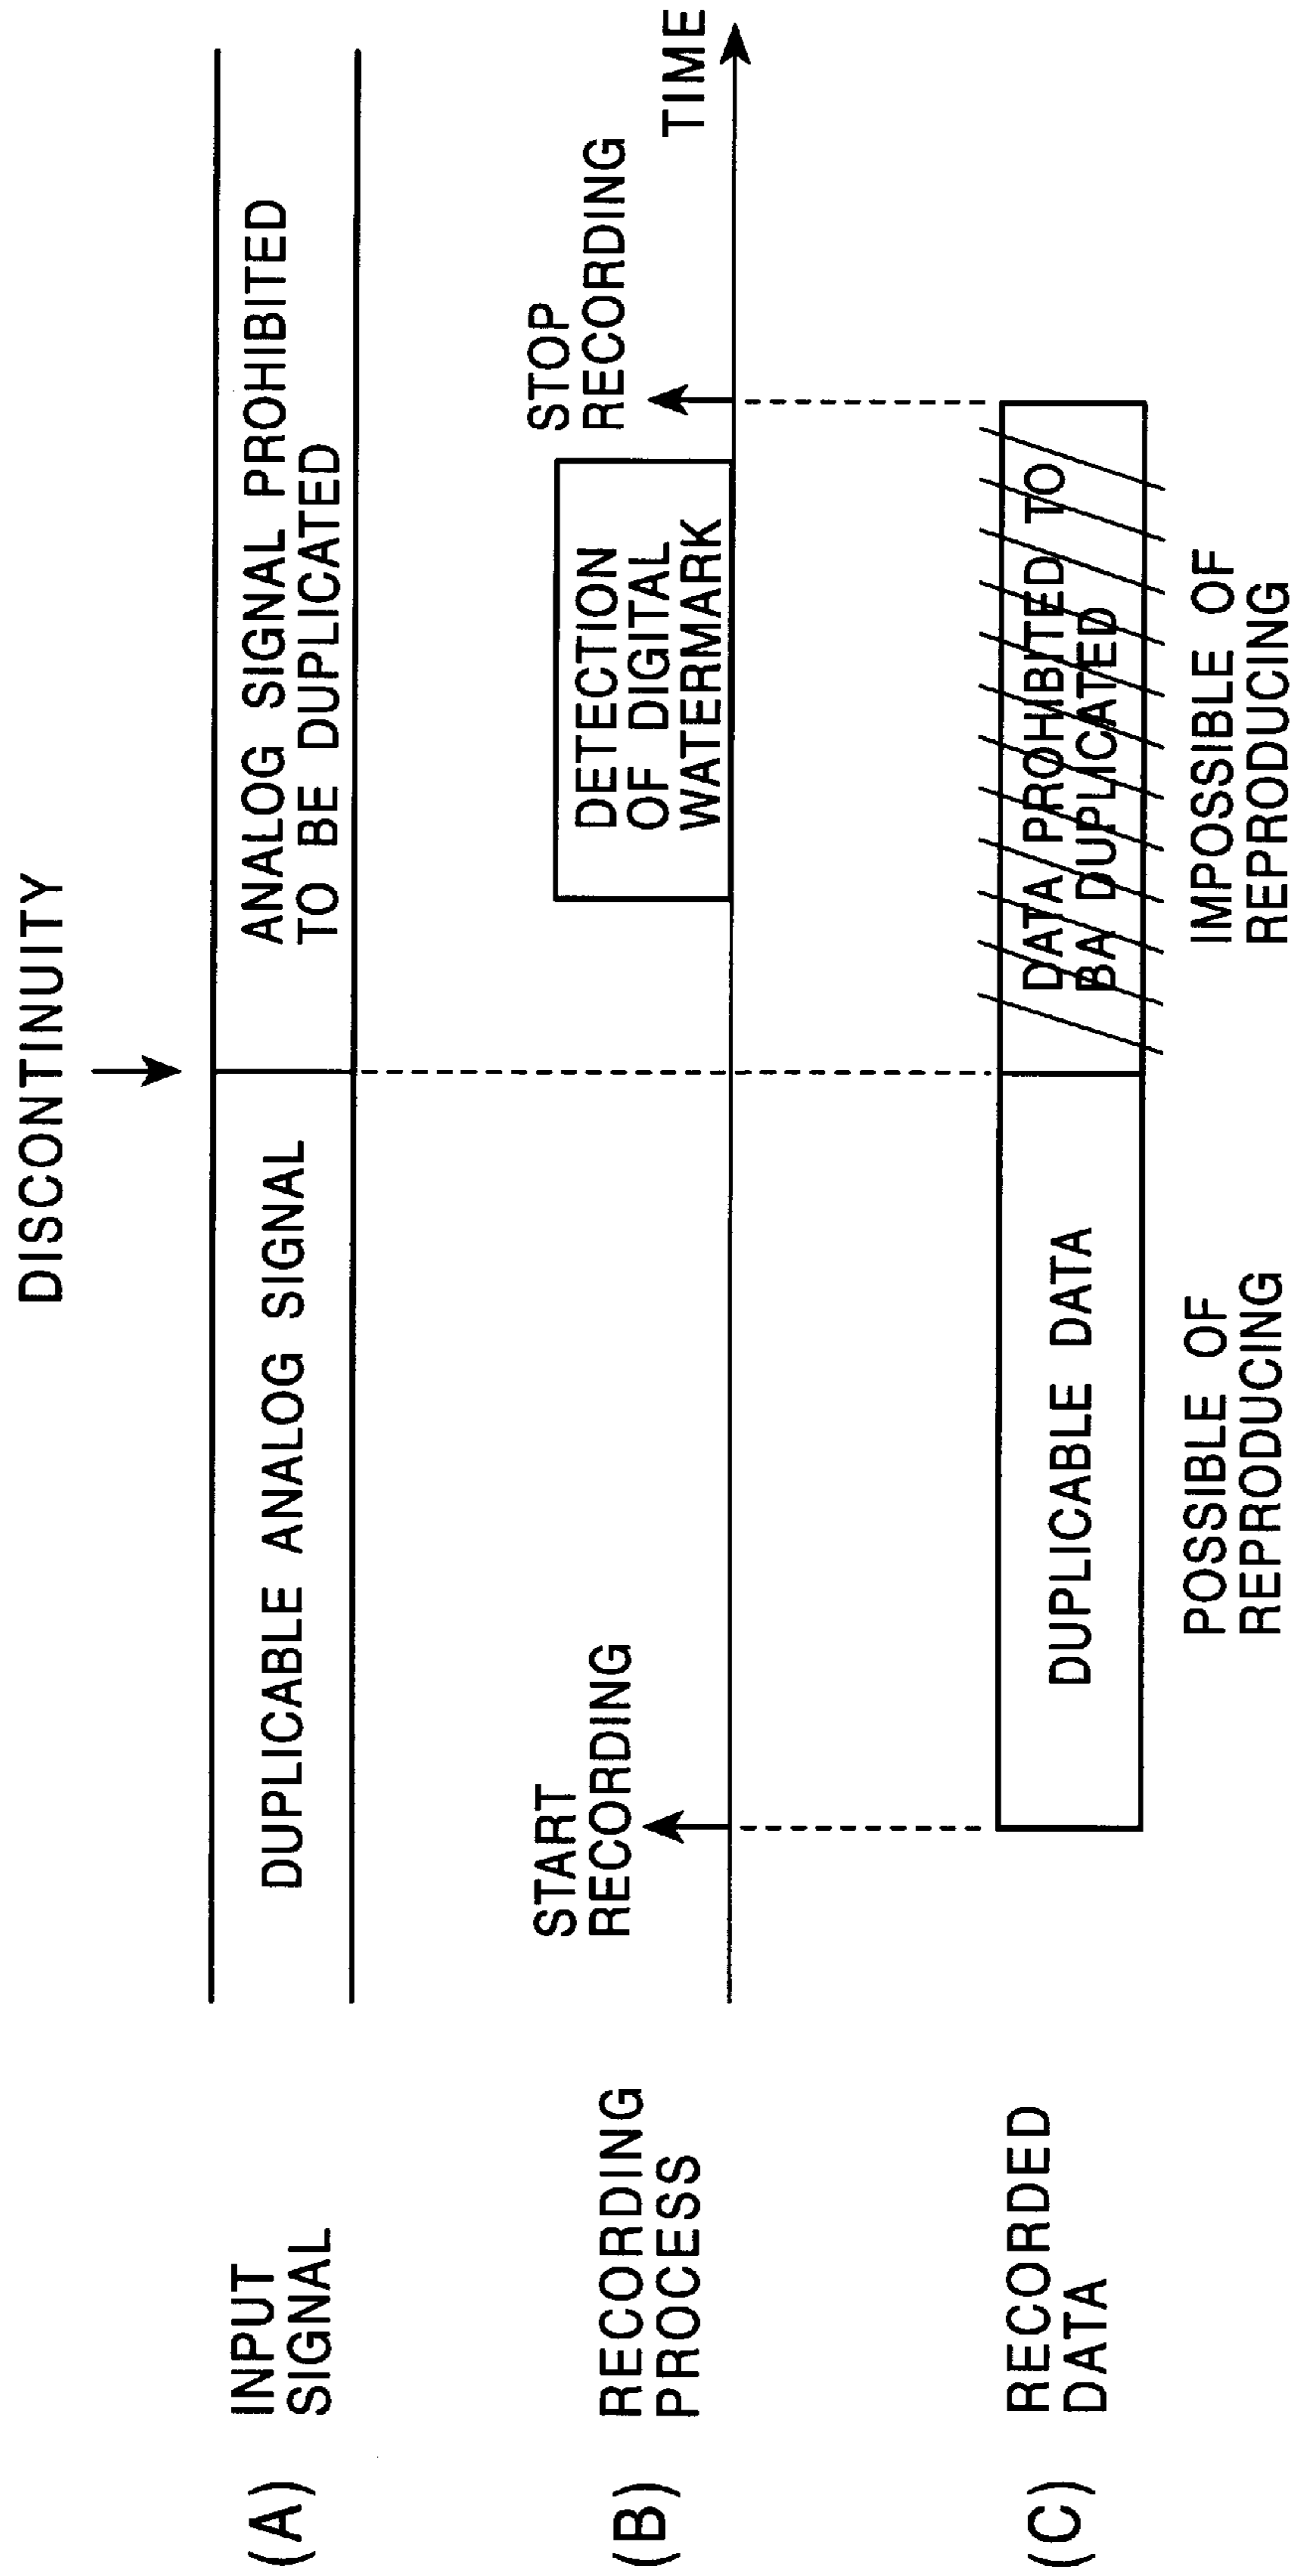 DISCONTINUITY
(A) INPUT
SIGNAL
DUPLICABLE ANALOG SIGNAL
ANALOG SIGNAL PROHIBITED
TO BE DUPLICATED
(B) RECORDING
PROCESS
START
RECORDING
DETECTION
OF DIGITAL
WATERMARK
STOP
RECORDING
TIME
(C) RECORDED
DATA
DUPLICABLE DATA
DATA PROHIBITED TO
BA DUPLICATED
POSSIBLE OF
REPRODUCING
IMPOSSIBLE OF
REPRODUCING